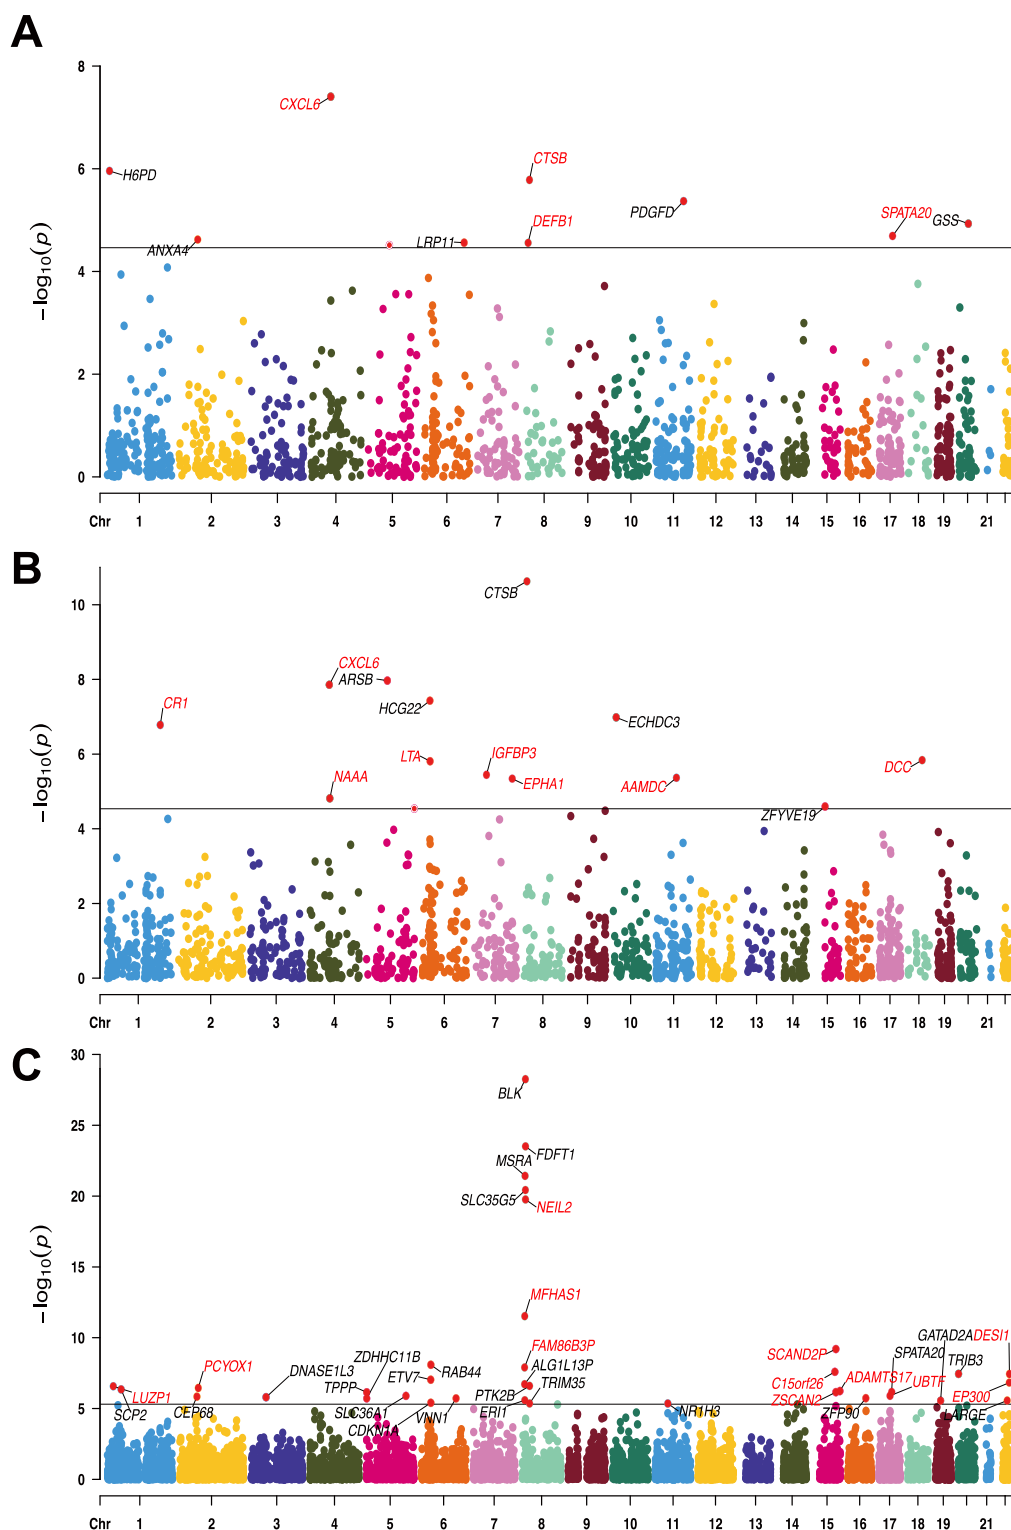 A
8
6
4
2
0
−log10(p)
CXCL6
CTSB
H6PD
PDGFD
DEFB1
SPATA20
GSS
ANXA4
LRP11
Chr 1 2 3 4 5 6 7 8 9 10 11 12 13 14 15 16 17 18 19 21
B
10
8
6
4
2
0
−log10(p)
CTSB
CXCL6
ARSB
CR1
HCG22
ECHDC3
LTA
IGFBP3
DCC
NAAA
EPHA1
AAMDC
ZFYVE19
Chr 1 2 3 4 5 6 7 8 9 10 11 12 13 14 15 16 17 18 19 21
C
30
25
20
15
10
5
0
−log10(p)
BLK
FDFT1
MSRA
SLC35G5
NEIL2
MFHAS1
FAM86B3P
SCAND2P
GATAD2A
DESI1
SPATA20
TRIB3
ZDHHC11B
ALG1L13P
PCYOX1
DNASE1L3
ETV7
RAB44
TRIM35
C15orf26
ADAMTS17
UBTF
TPPP
PTK2B
LUZP1
ZSCAN2
EP300
SCP2
CEP68
SLC36A1
VNN1
ERI1
NR1H3
ZFP90
LARGE
CDKN1A
Chr 1 2 3 4 5 6 7 8 9 10 11 12 13 14 15 16 17 18 19 21